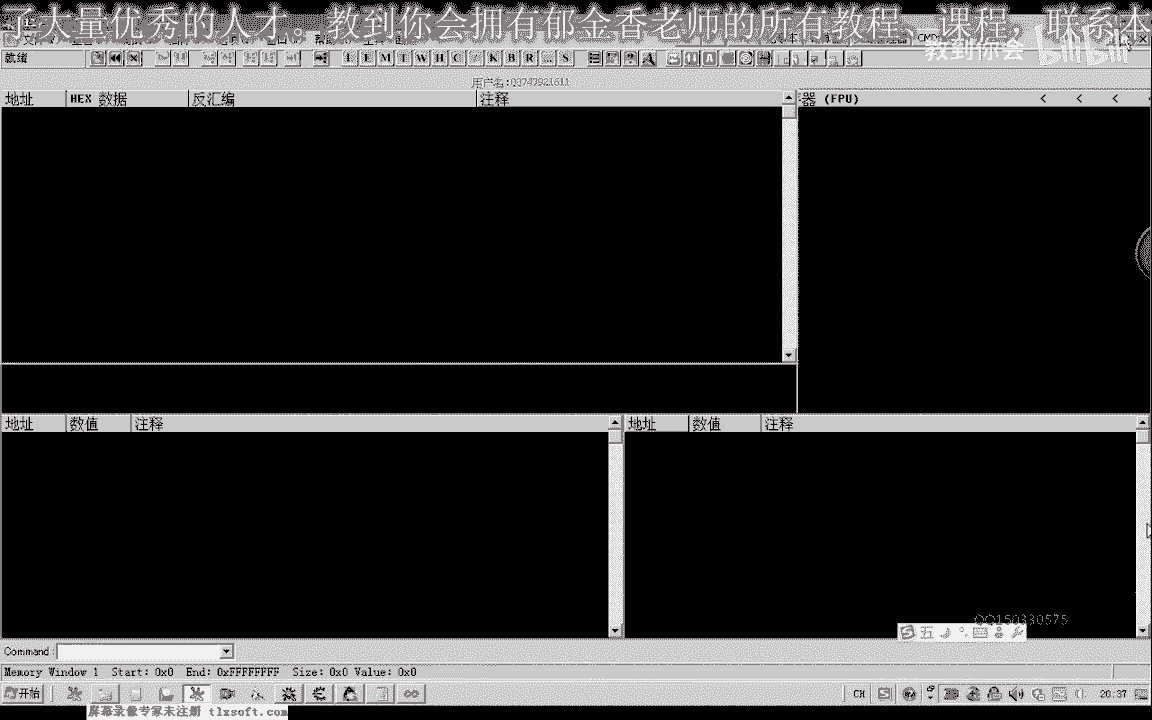 了大量优秀的人才。教到你会拥有郁金香老师的所有教程、课程，联系本
教到你会 bilibili
就绪 L E M T W H C / K B R ... S
地址 HEX 数据 反汇编 注释 器 (FPU) < < <
地址 数值 注释 地址 数值 注释
QQ150330575
五
Command:
Memory Window 1 Start: 0x0 End: 0xFFFFFFFF Size: 0x0 Value: 0x0
开始 CH 20:37
屏幕录像专家未注册 tlxsoft.com